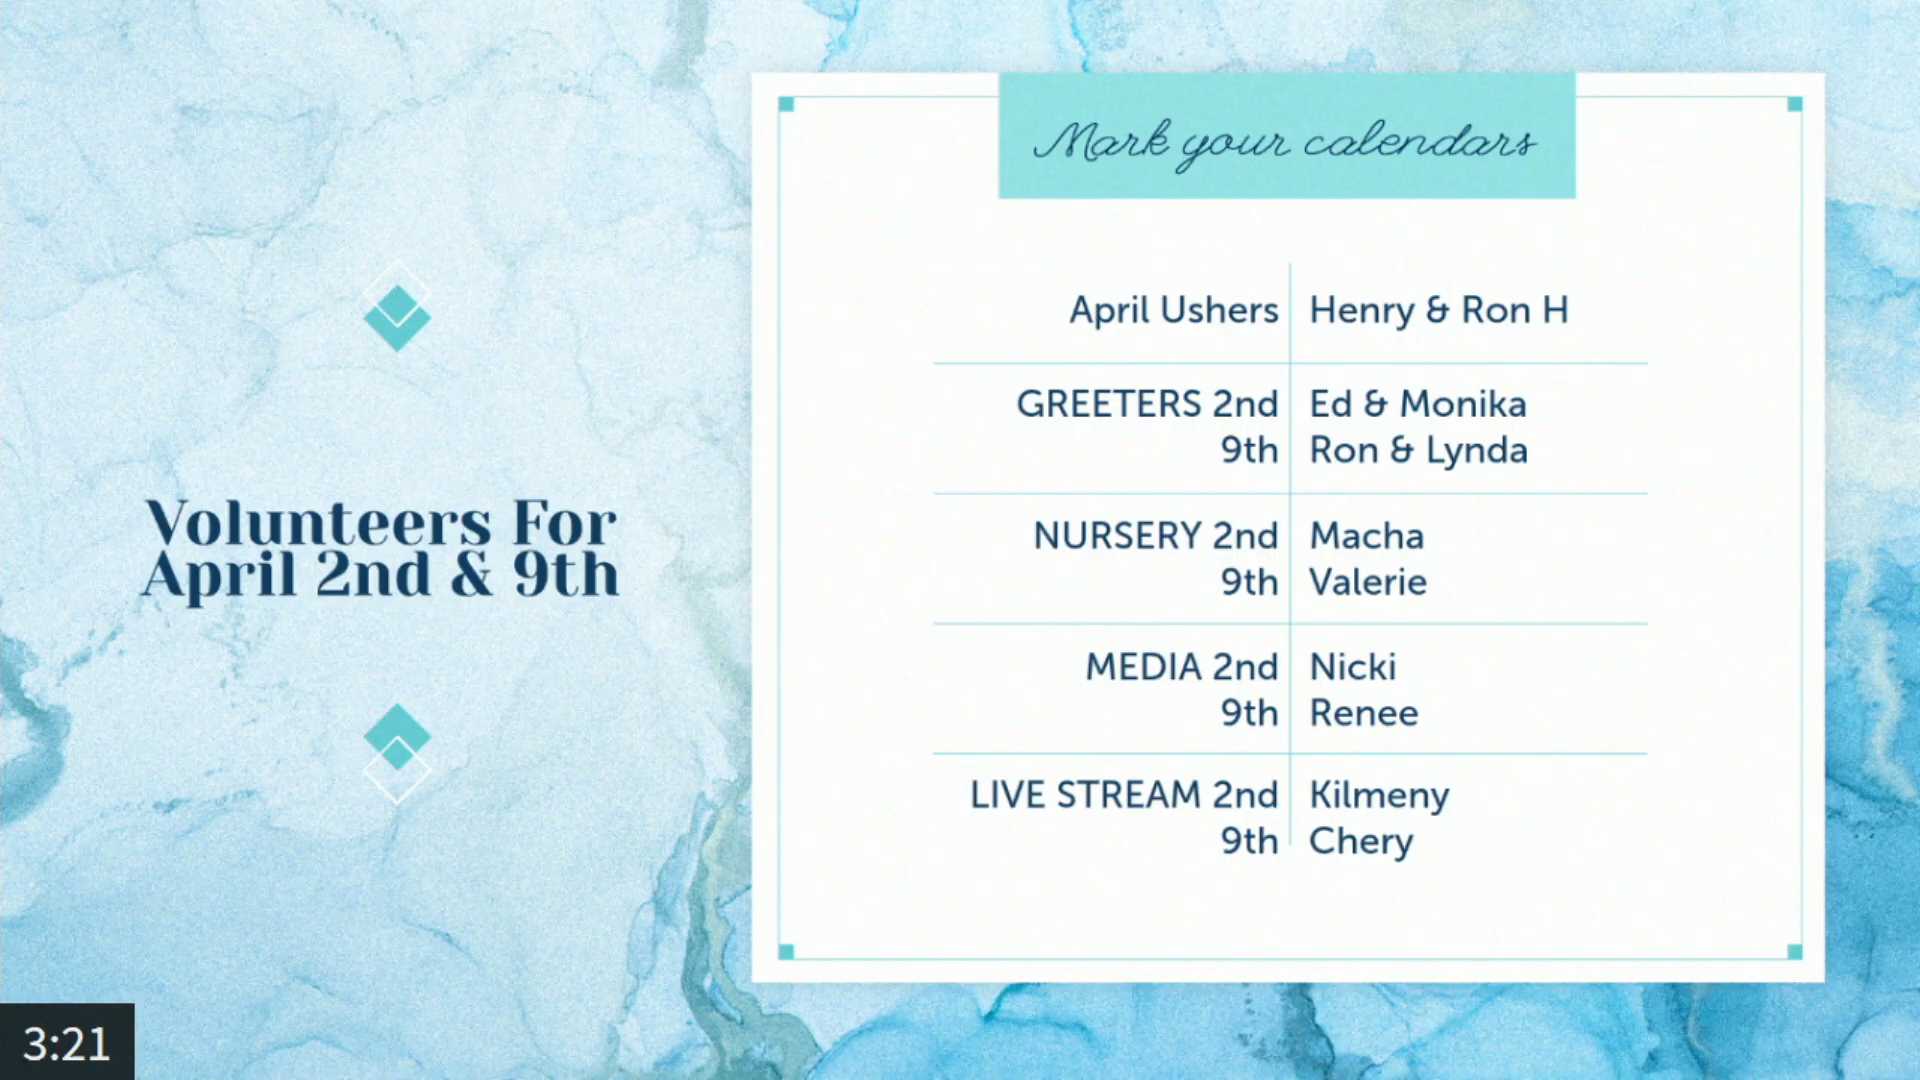 Mark your calendars
Volunteers For
April 2nd & 9th
April Ushers Henry & Ron H
GREETERS 2nd Ed & Monika
9th Ron & Lynda
NURSERY 2nd Macha
9th Valerie
MEDIA 2nd Nicki
9th Renee
LIVE STREAM 2nd Kilmeny
9th Chery
3:21